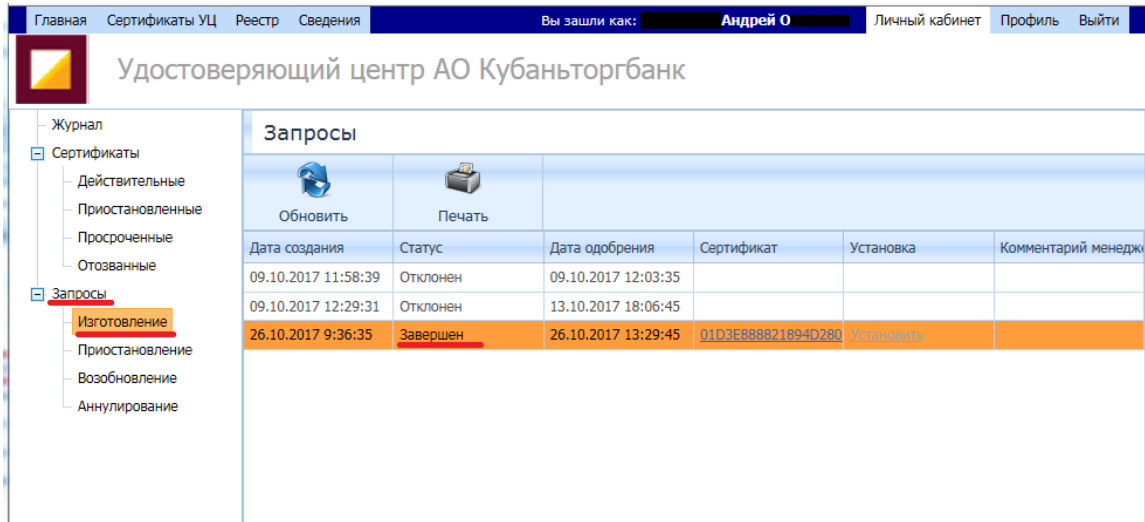 Главная Сертификаты УЦ Реестр Сведения Вы зашли как: Андрей О Личный кабинет Профиль Выйти
Удостоверяющий центр АО Кубаньторгбанк
Журнал
Сертификаты
Действительные
Приостановленные
Просроченные
Отозванные
Запросы
Изготовление
Приостановление
Возобновление
Аннулирование
Запросы
Обновить Печать
Дата создания Статус Дата одобрения Сертификат Установка Комментарий менедж
09.10.2017 11:58:39 Отклонен 09.10.2017 12:03:35
09.10.2017 12:29:31 Отклонен 13.10.2017 18:06:45
26.10.2017 9:36:35 Завершен 26.10.2017 13:29:45 01D3E888821894D280 Установить